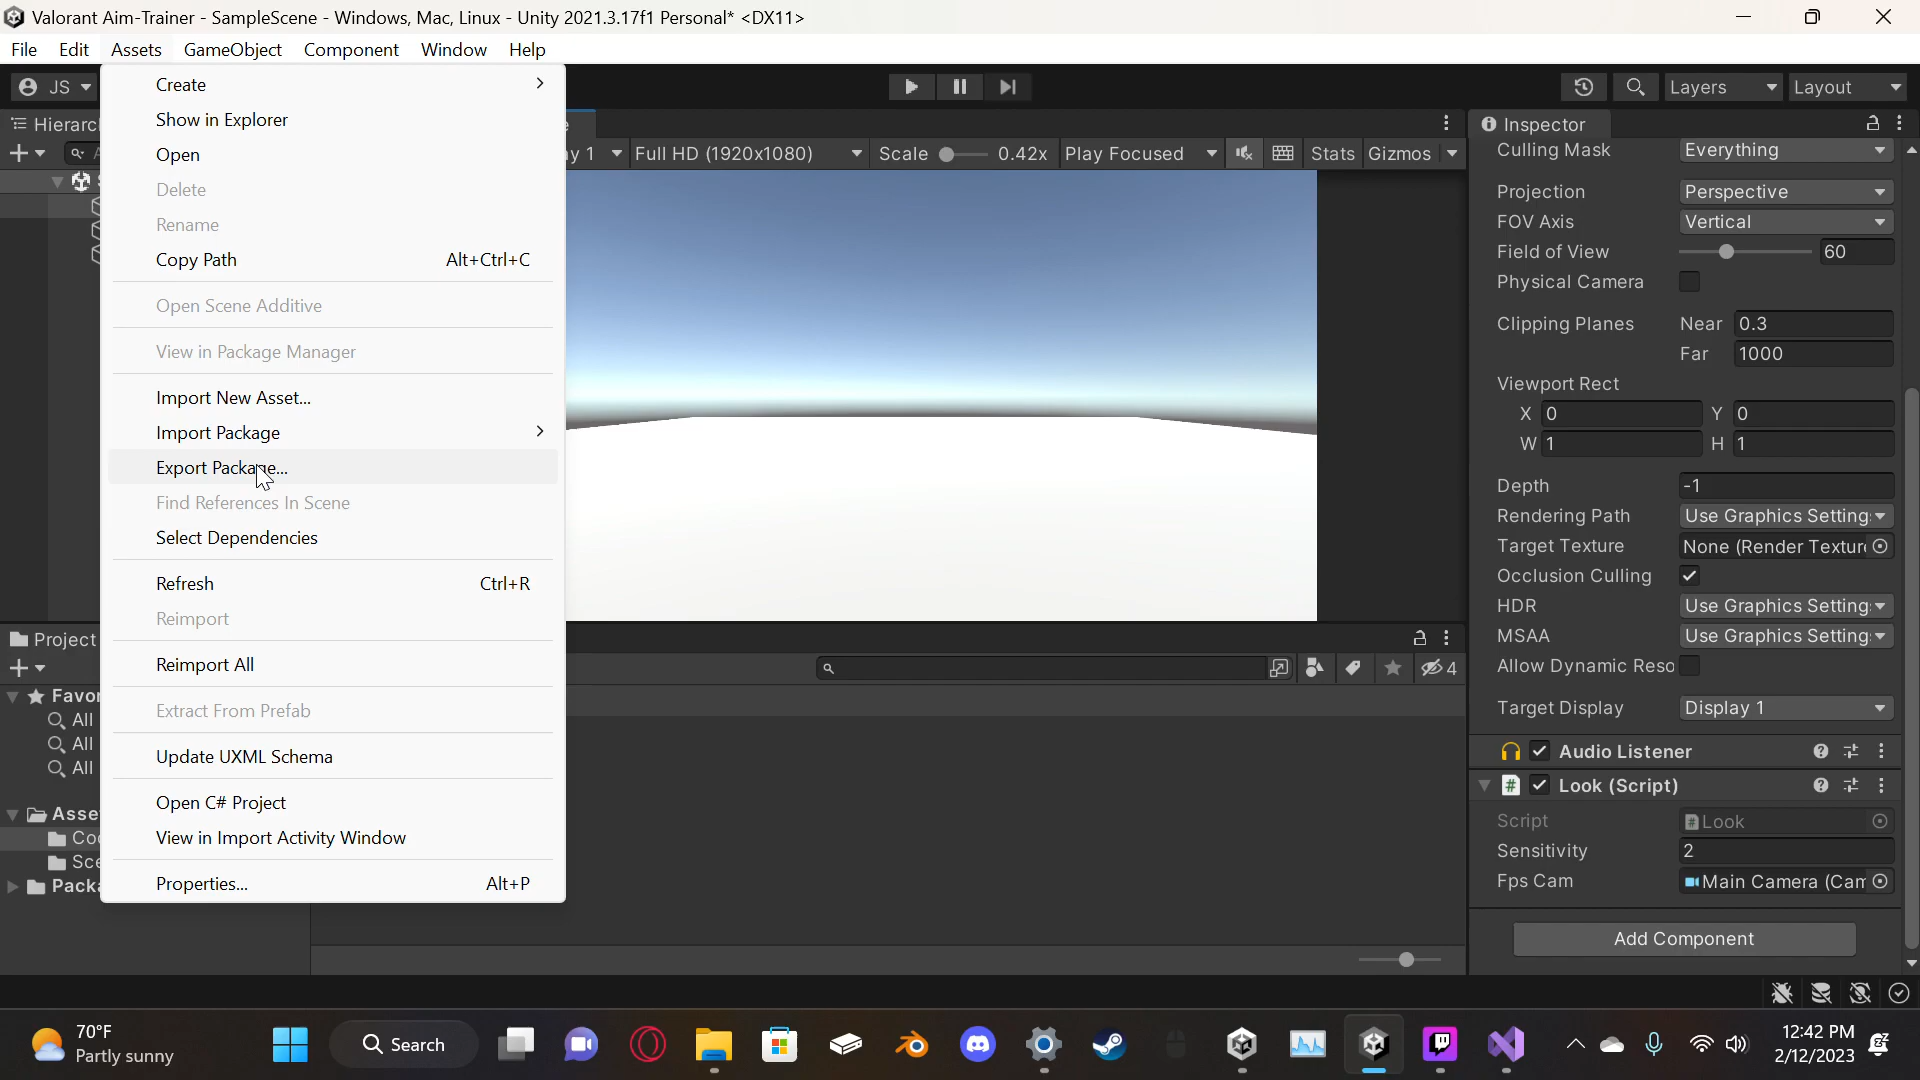 Valorant Aim-Trainer - SampleScene - Windows, Mac, Linux - Unity 2021.3.17f1 Personal* <DX11>
File Edit Assets GameObject Component Window Help
JS
Layers
Layout
Create
Show in Explorer
Open
Delete
Rename
Copy Path Alt+Ctrl+C
Open Scene Additive
View in Package Manager
Import New Asset...
Import Package
Export Package...
Find References In Scene
Select Dependencies
Refresh Ctrl+R
Reimport
Reimport All
Extract From Prefab
Update UXML Schema
Open C# Project
View in Import Activity Window
Properties... Alt+P
Hierarc
Full HD (1920x1080) Scale 0.42x Play Focused Stats Gizmos
Project
4
Favor
All
All
All
Asse
Inspector
Culling Mask Everything
Projection Perspective
FOV Axis Vertical
Field of View 60
Physical Camera
Clipping Planes Near 0.3
Far 1000
Viewport Rect
X 0 Y 0
W 1 H 1
Depth -1
Rendering Path Use Graphics Setting
Target Texture None (Render Textur
Occlusion Culling
HDR Use Graphics Setting
MSAA Use Graphics Setting
Allow Dynamic Reso
Target Display Display 1
Audio Listener
# Look (Script)
Script Look
Sensitivity 2
Fps Cam Main Camera (Cam
Add Component
70°F
Partly sunny
Search
12:42 PM
2/12/2023